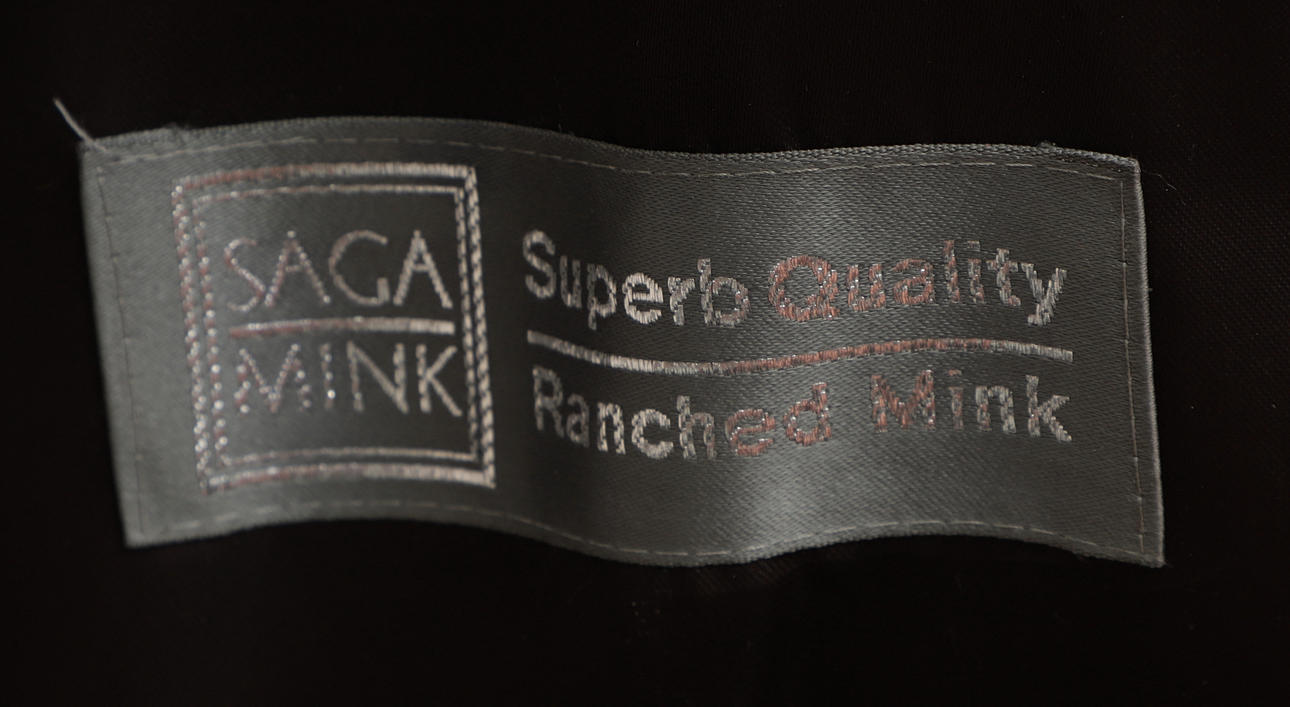 SAGA
MINK
Superb Quality
Ranched Mink